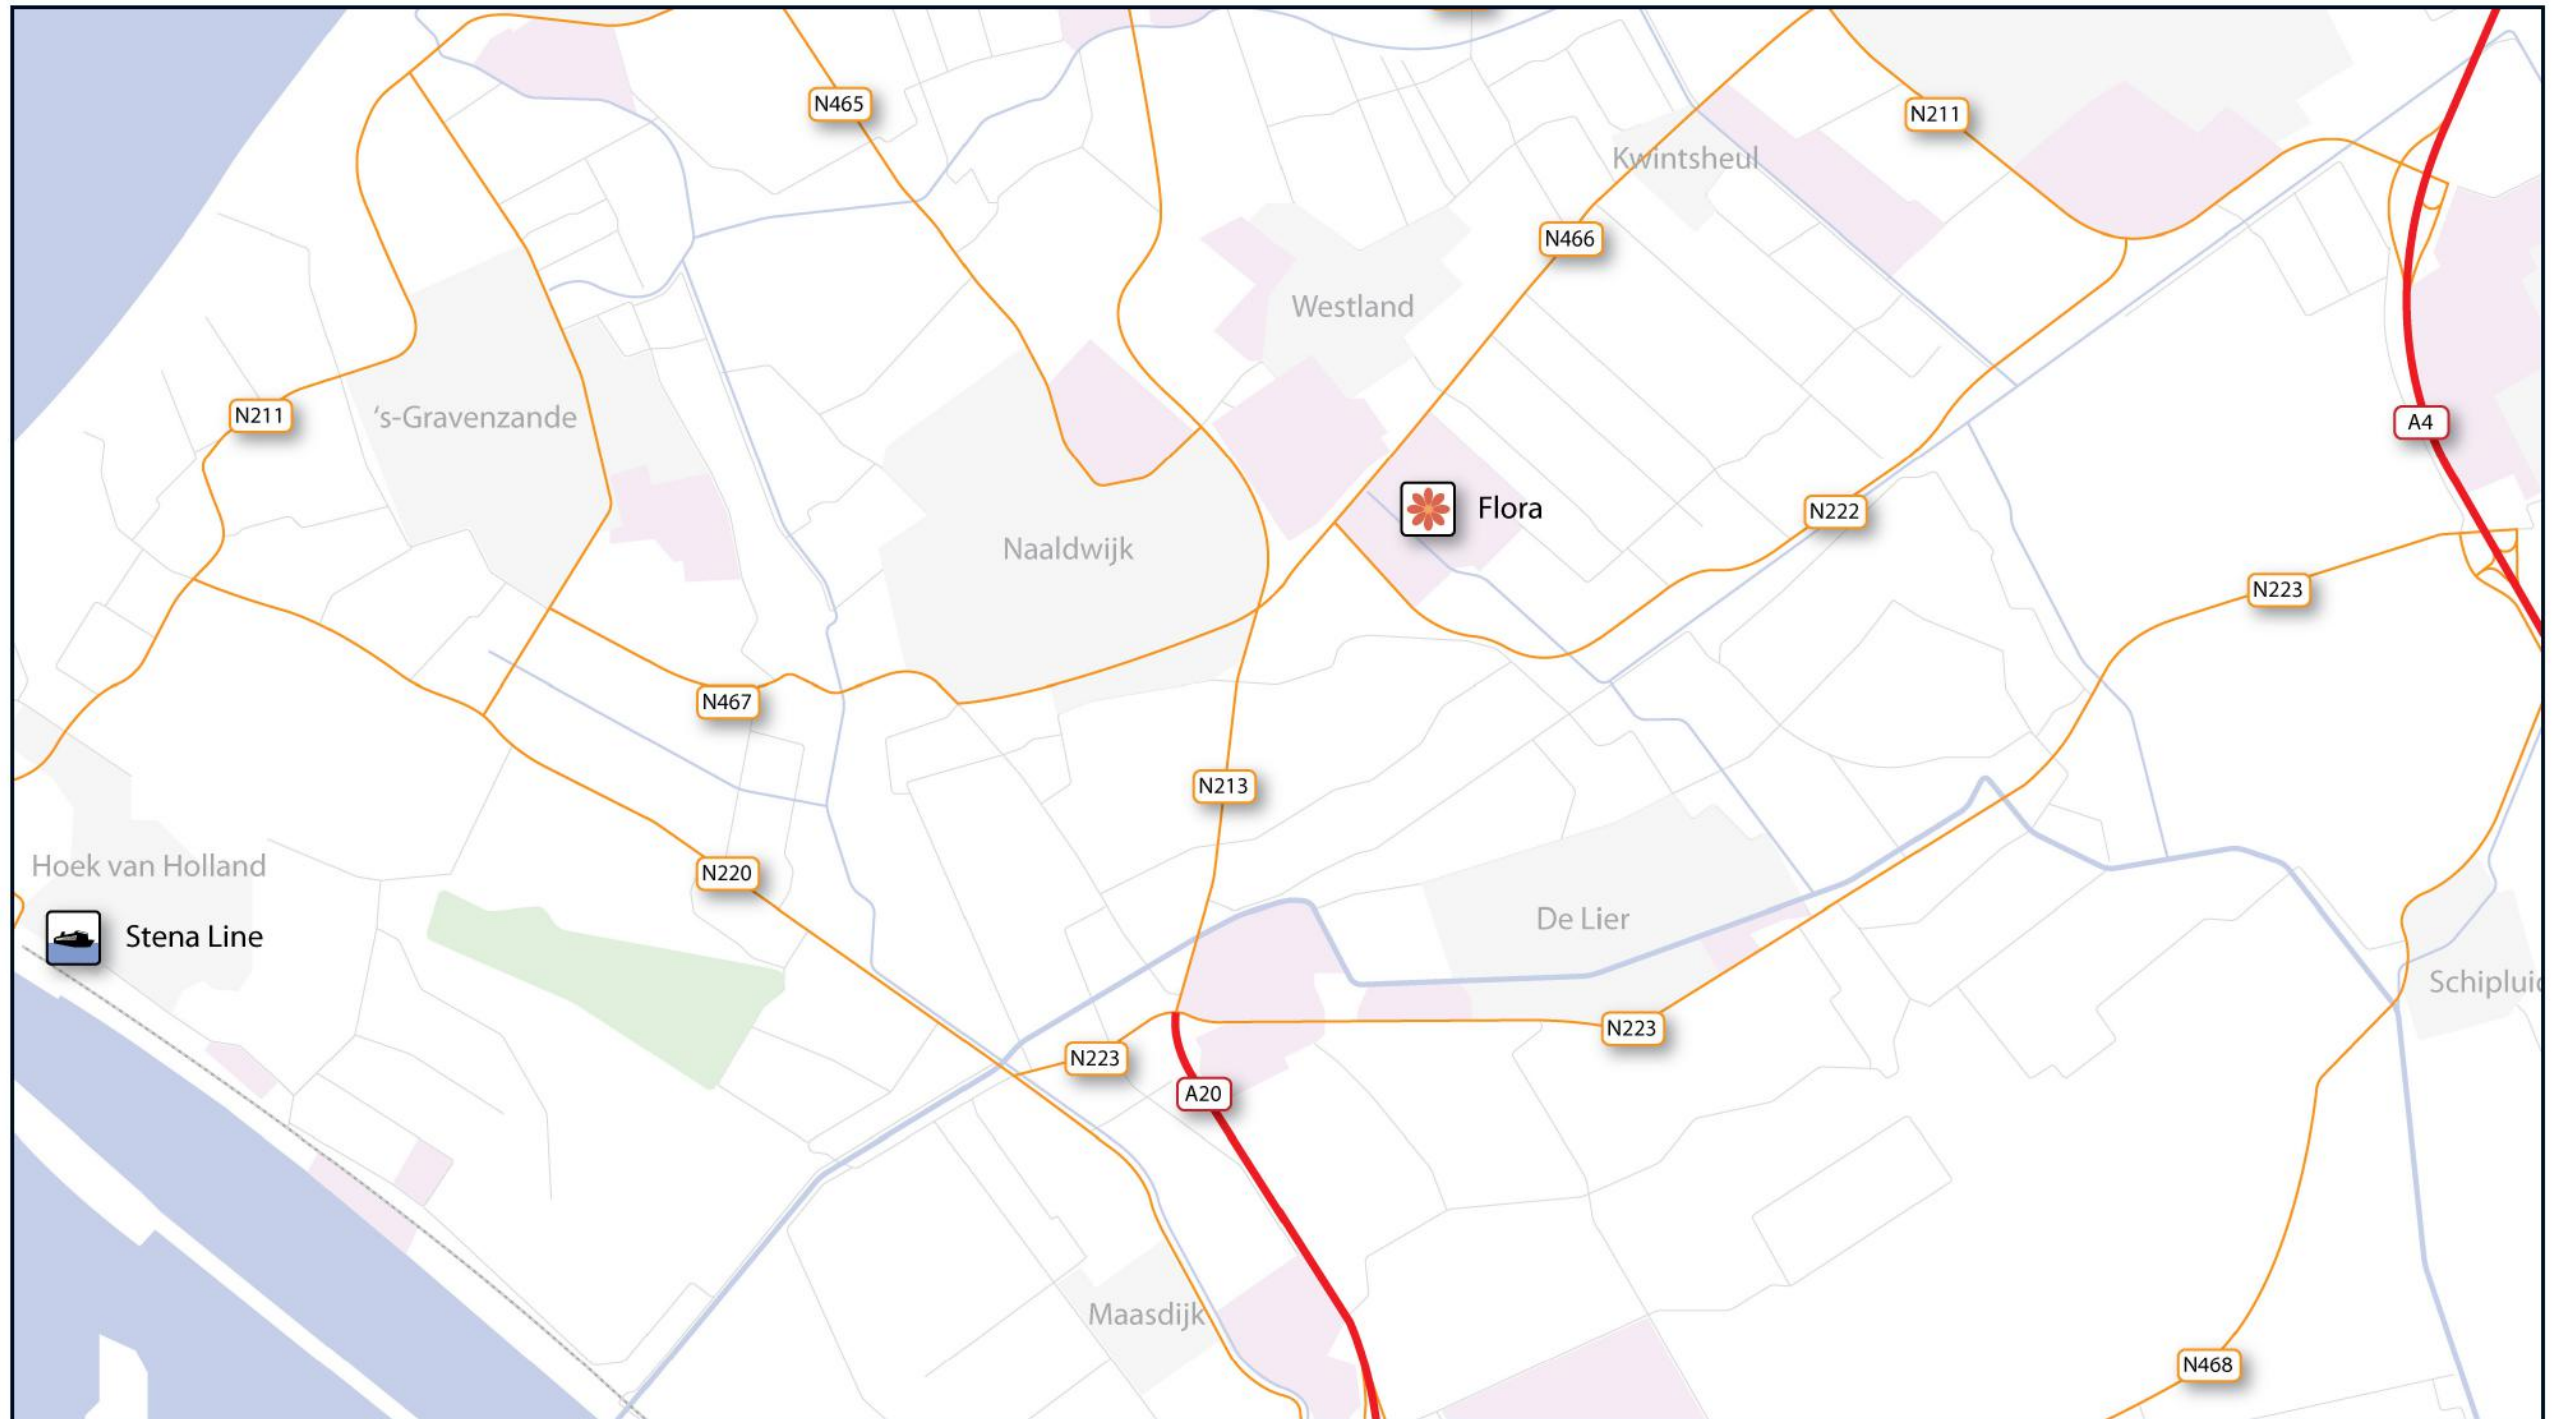 N465
N211
Kwintsheul
N466
Westland
N211
's-Gravenzande
A4
Flora
N222
Naaldwijk
N223
N467
N213
Hoek van Holland
N220
De Lier
Stena Line
Schipluid
N223
N223
A20
Maasdijk
N468